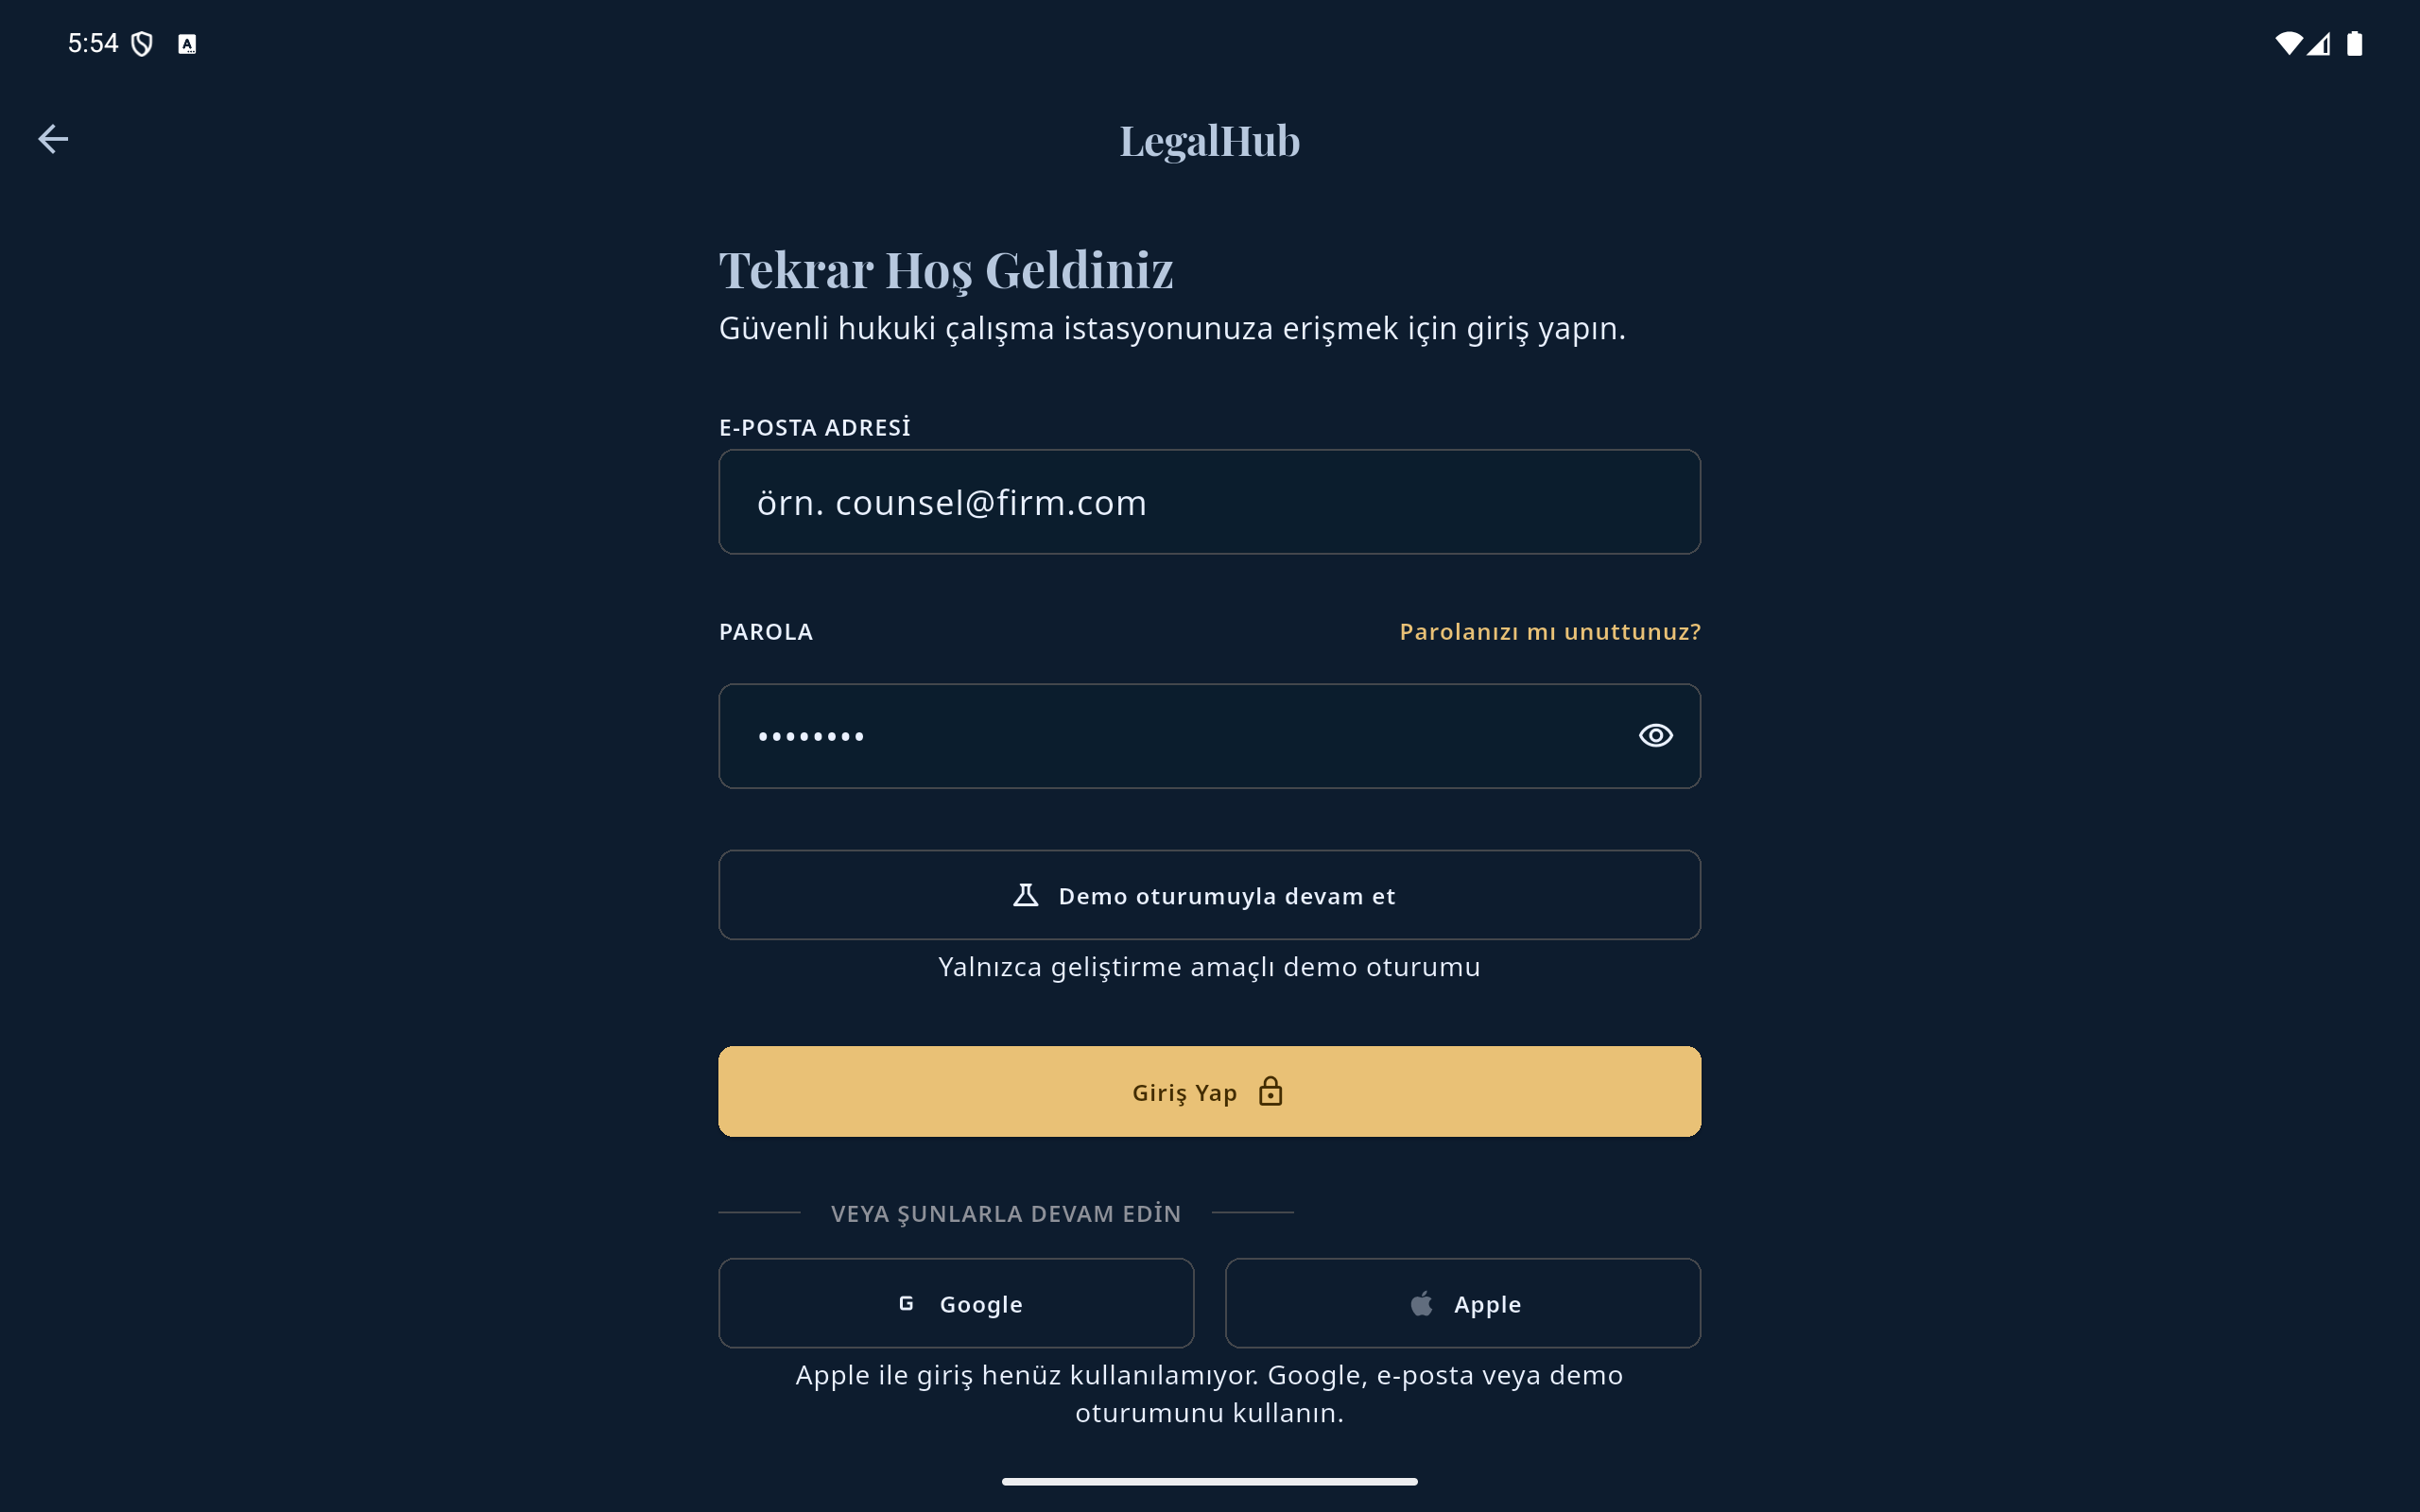 5:54
LegalHub
Tekrar Hoş Geldiniz
Güvenli hukuki çalışma istasyonunuza erişmek için giriş yapın.
E-POSTA ADRESİ
örn. counsel@firm.com
PAROLA
Parolanızı mı unuttunuz?
••••••••
Demo oturumuyla devam et
Yalnızca geliştirme amaçlı demo oturumu
Giriş Yap
VEYA ŞUNLARLA DEVAM EDİN
G Google
Apple
Apple ile giriş henüz kullanılamıyor. Google, e-posta veya demo
oturumunu kullanın.